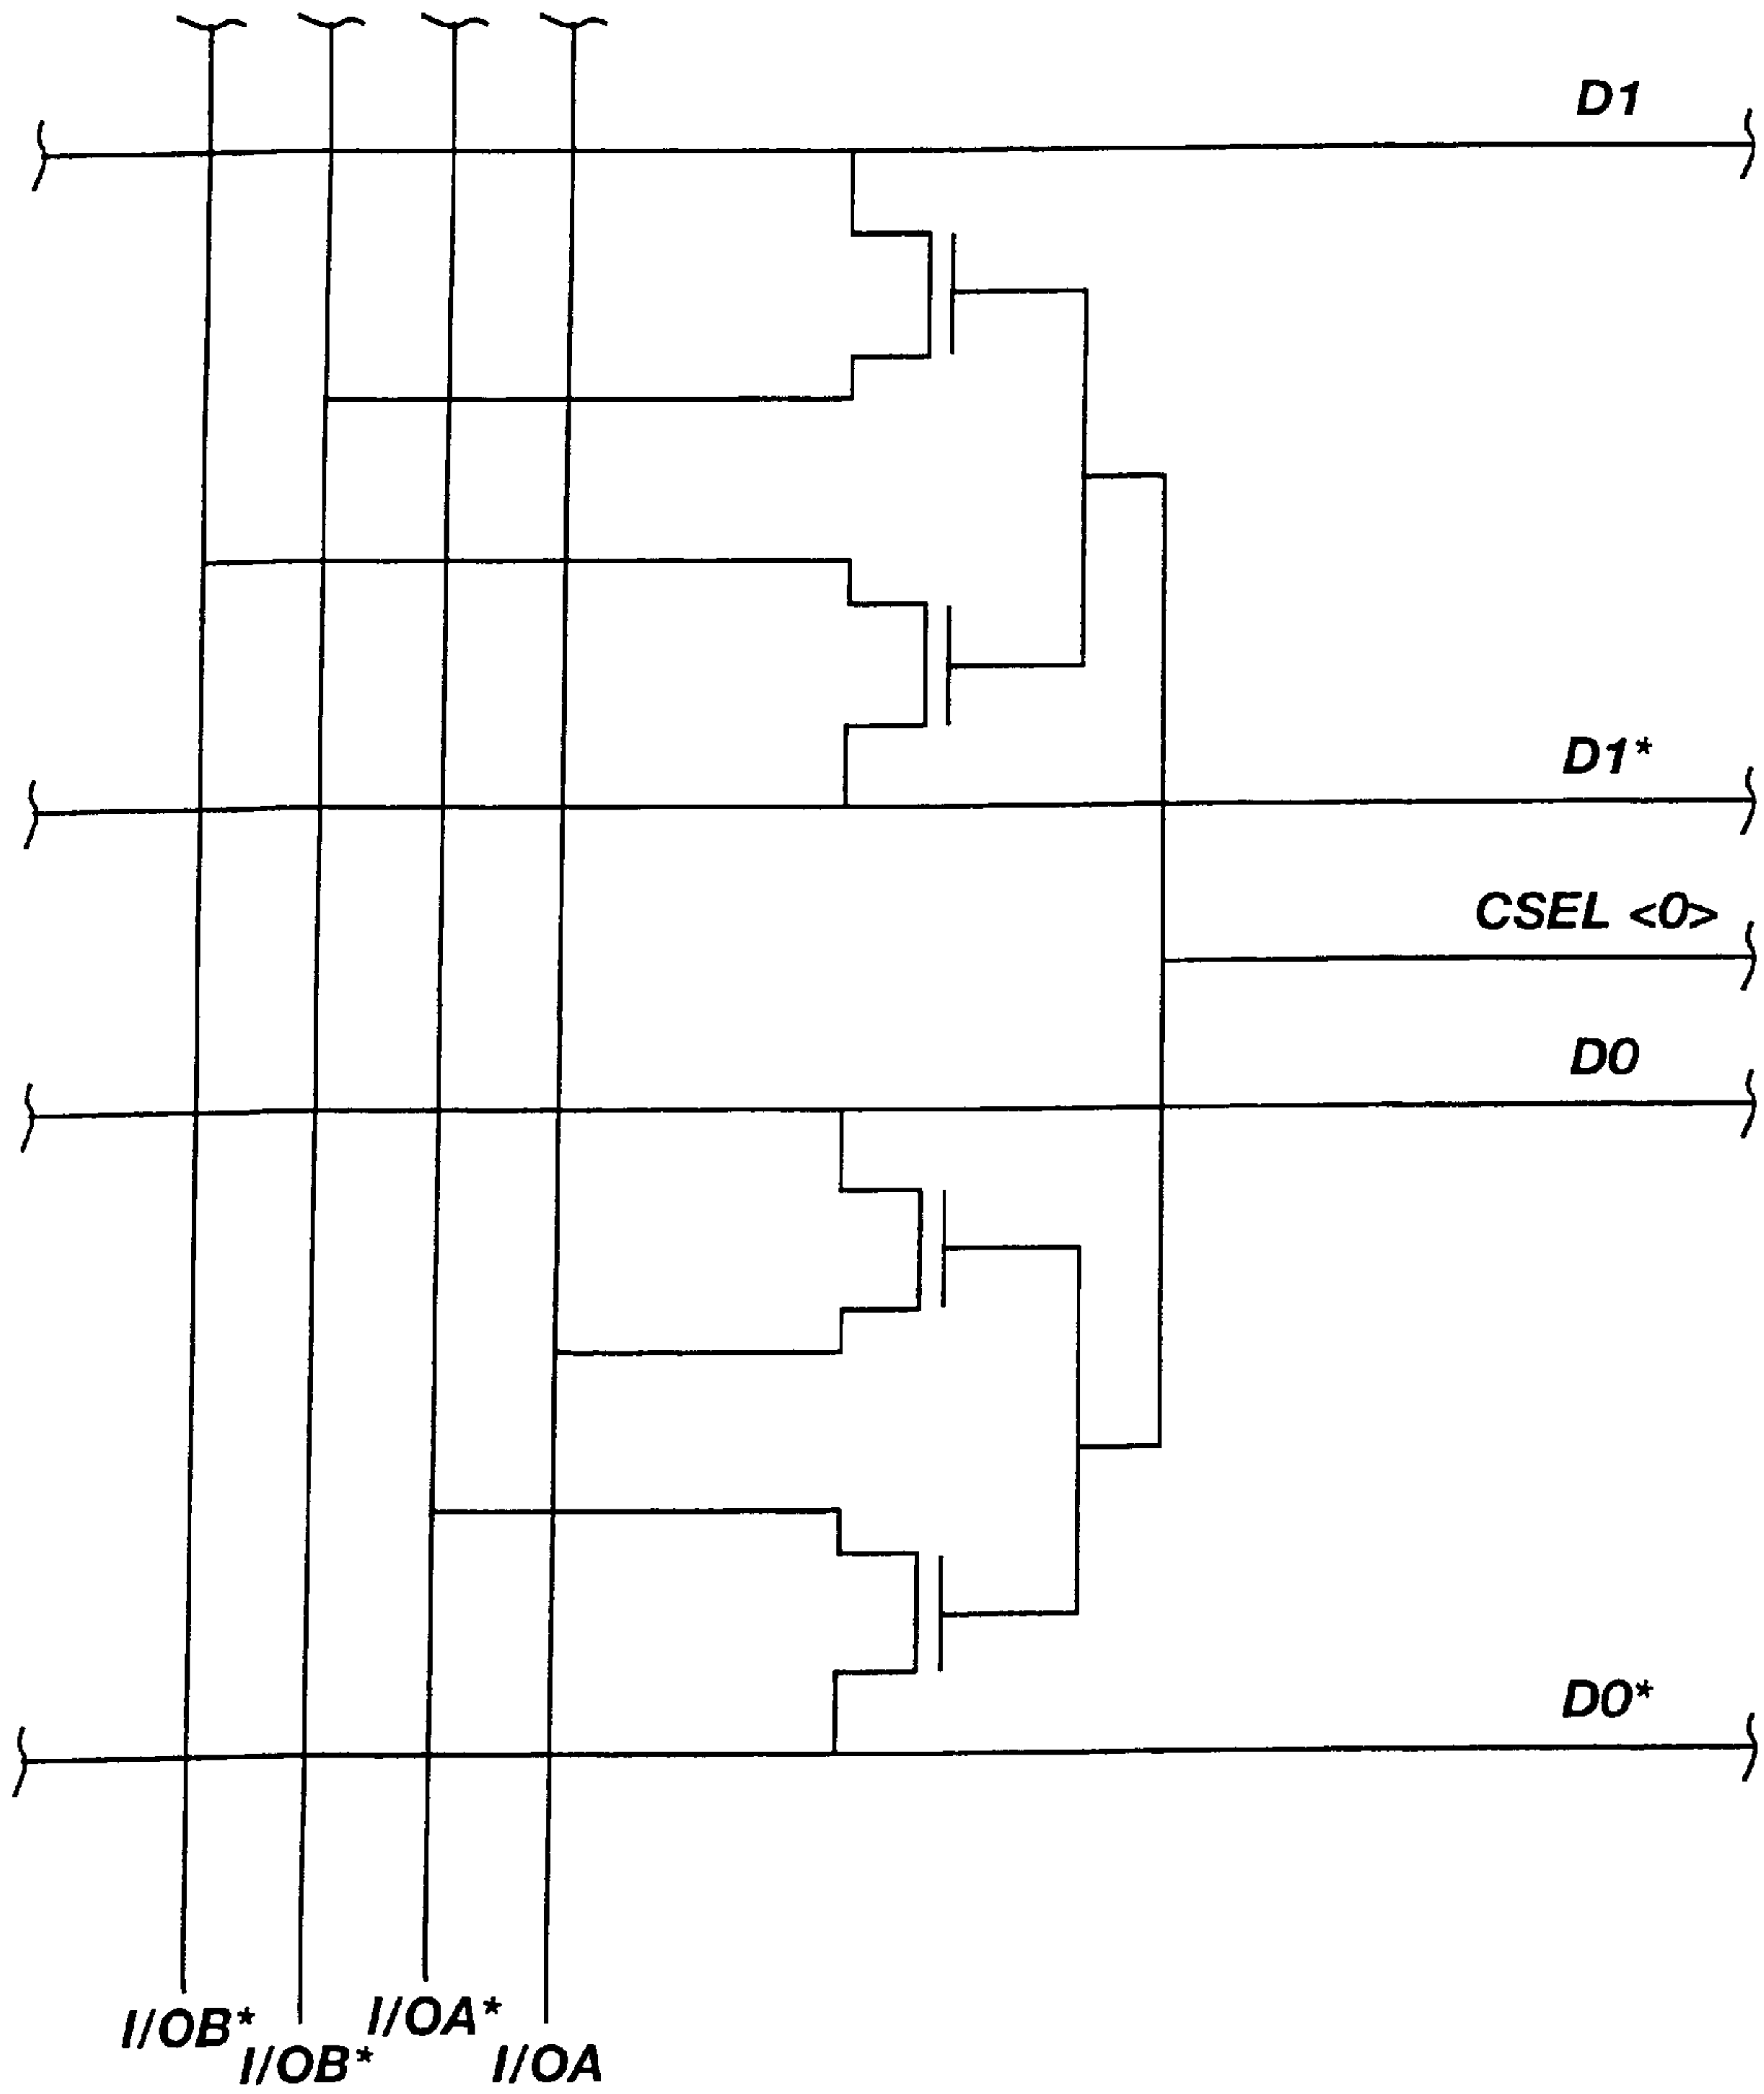 D1
D1*
CSEL <0>
D0
D0*
I/OB*
I/OB*
I/OA*
I/OA